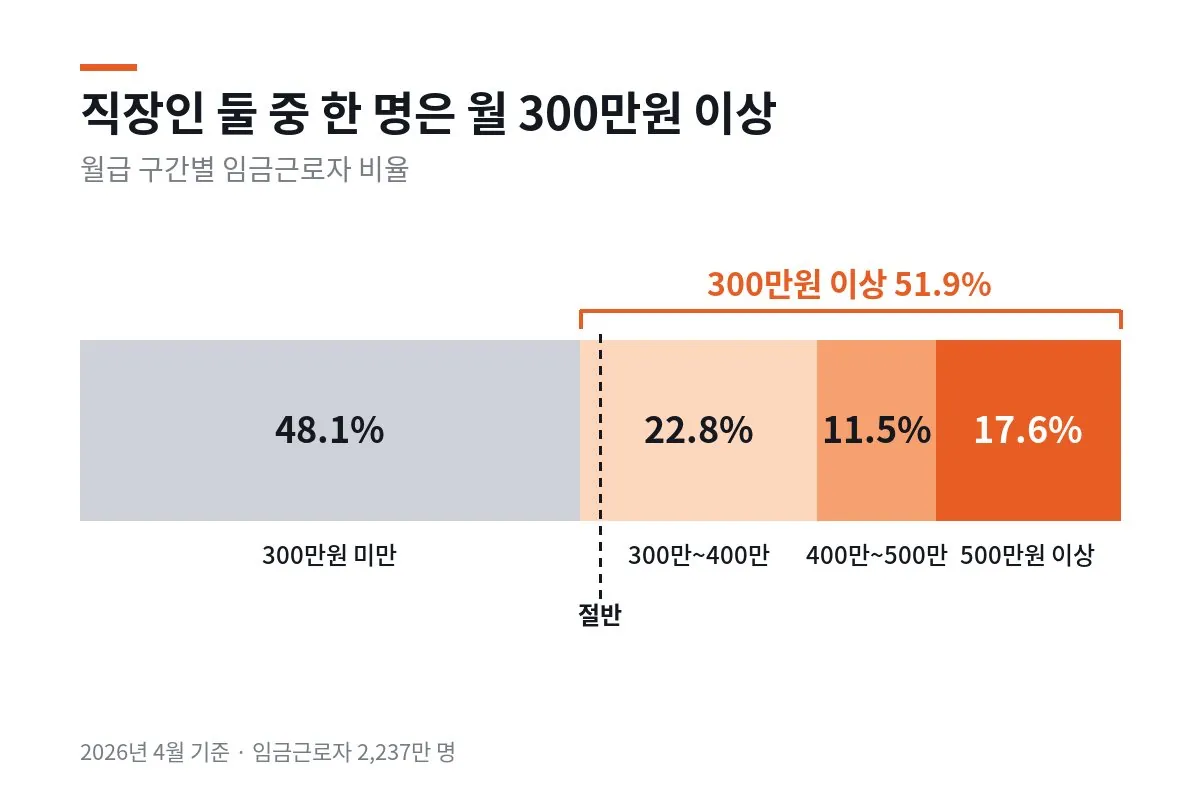 직장인 둘 중 한 명은 월 300만원 이상
월급 구간별 임금근로자 비율
300만원 이상 51.9%
48.1%
22.8%
11.5%
17.6%
300만원 미만
300만~400만
400만~500만
500만원 이상
절반
2026년 4월 기준 · 임금근로자 2,237만 명